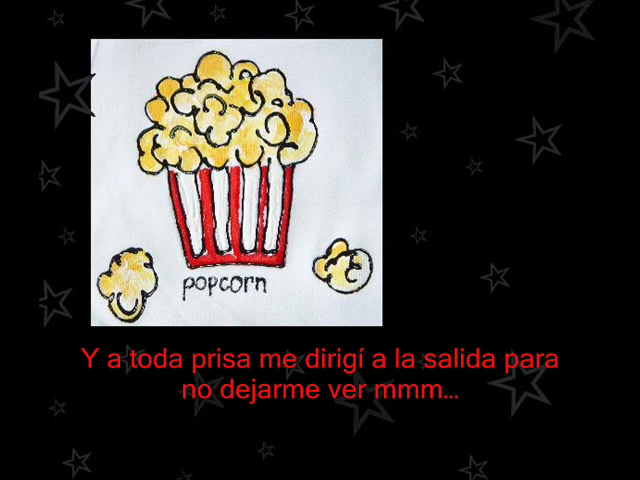 popcorn
Y a toda prisa me dirigí a la salida para
no dejarme ver mmm...